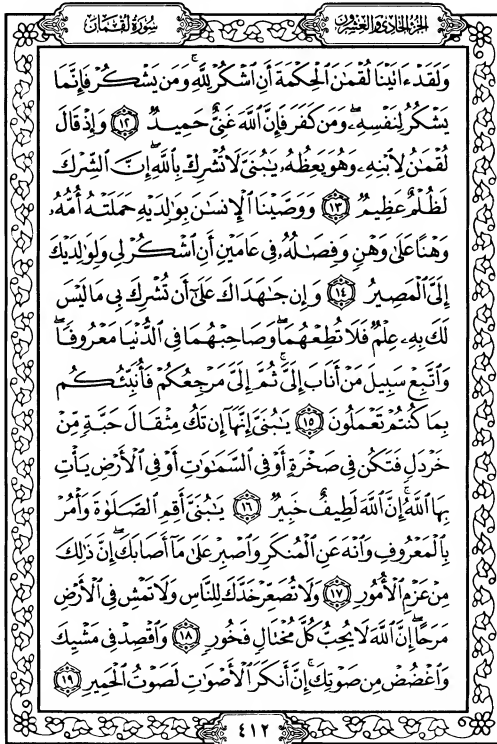 الجزء الحادي والعشرون
سورة لقمان
وَلَقَدْ ءَاتَيْنَا لُقْمَٰنَ ٱلْحِكْمَةَ أَنِ ٱشْكُرْ لِلَّهِ ۚ وَمَن يَشْكُرْ فَإِنَّمَا
يَشْكُرُ لِنَفْسِهِۦ ۖ وَمَن كَفَرَ فَإِنَّ ٱللَّهَ غَنِىٌّ حَمِيدٌ ١٢ وَإِذْ قَالَ
لُقْمَٰنُ لِٱبْنِهِۦ وَهُوَ يَعِظُهُۥ يَٰبُنَىَّ لَا تُشْرِكْ بِٱللَّهِ ۖ إِنَّ ٱلشِّرْكَ
لَظُلْمٌ عَظِيمٌ ١٣ وَوَصَّيْنَا ٱلْإِنسَٰنَ بِوَٰلِدَيْهِ حَمَلَتْهُ أُمُّهُۥ
وَهْنًا عَلَىٰ وَهْنٍ وَفِصَٰلُهُۥ فِى عَامَيْنِ أَنِ ٱشْكُرْ لِى وَلِوَٰلِدَيْكَ
إِلَىَّ ٱلْمَصِيرُ ١٤ وَإِن جَٰهَدَاكَ عَلَىٰٓ أَن تُشْرِكَ بِى مَا لَيْسَ
لَكَ بِهِۦ عِلْمٌ فَلَا تُطِعْهُمَا ۖ وَصَاحِبْهُمَا فِى ٱلدُّنْيَا مَعْرُوفًا ۖ
وَٱتَّبِعْ سَبِيلَ مَنْ أَنَابَ إِلَىَّ ۚ ثُمَّ إِلَىَّ مَرْجِعُكُمْ فَأُنَبِّئُكُم
بِمَا كُنتُمْ تَعْمَلُونَ ١٥ يَٰبُنَىَّ إِنَّهَآ إِن تَكُ مِثْقَالَ حَبَّةٍ مِّنْ
خَرْدَلٍ فَتَكُن فِى صَخْرَةٍ أَوْ فِى ٱلسَّمَٰوَٰتِ أَوْ فِى ٱلْأَرْضِ يَأْتِ
بِهَا ٱللَّهُ ۚ إِنَّ ٱللَّهَ لَطِيفٌ خَبِيرٌ ١٦ يَٰبُنَىَّ أَقِمِ ٱلصَّلَوٰةَ وَأْمُرْ
بِٱلْمَعْرُوفِ وَٱنْهَ عَنِ ٱلْمُنكَرِ وَٱصْبِرْ عَلَىٰ مَآ أَصَابَكَ ۖ إِنَّ ذَٰلِكَ
مِنْ عَزْمِ ٱلْأُمُورِ ١٧ وَلَا تُصَعِّرْ خَدَّكَ لِلنَّاسِ وَلَا تَمْشِ فِى ٱلْأَرْضِ
مَرَحًا ۖ إِنَّ ٱللَّهَ لَا يُحِبُّ كُلَّ مُخْتَالٍ فَخُورٍ ١٨ وَٱقْصِدْ فِى مَشْيِكَ
وَٱغْضُضْ مِن صَوْتِكَ ۚ إِنَّ أَنكَرَ ٱلْأَصْوَٰتِ لَصَوْتُ ٱلْحَمِيرِ ١٩
٤١٢